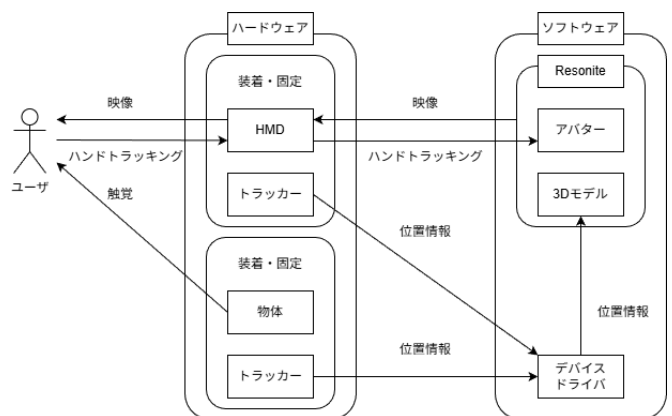 ハードウェア
ソフトウェア
装着・固定
Resonite
映像
映像
HMD
アバター
ハンドトラッキング
ハンドトラッキング
ユーザ
触覚
トラッカー
3Dモデル
位置情報
装着・固定
物体
位置情報
位置情報
トラッカー
デバイス
ドライバ